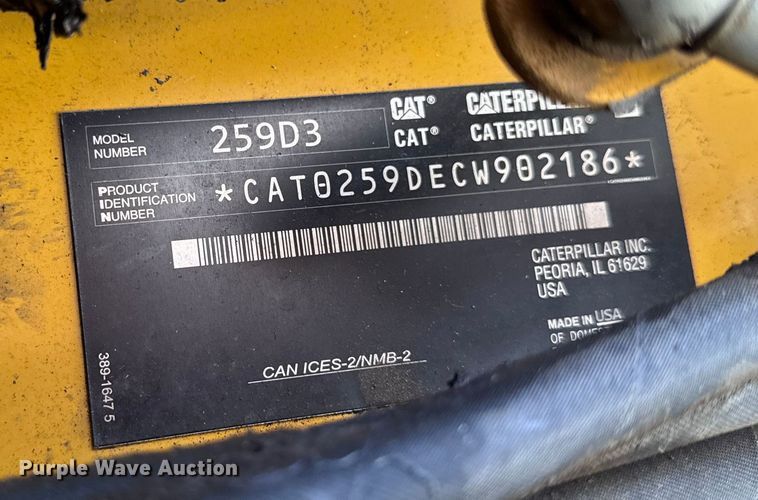 CAT® CATERPILLAR
MODEL NUMBER 259D3 CAT® CATERPILLAR®
PRODUCT IDENTIFICATION NUMBER *CAT0259DECW902186*
CATERPILLAR INC.
PEORIA, IL 61629
USA
MADE IN USA
CAN ICES-2/NMB-2
389-1647 5
Purple Wave Auction